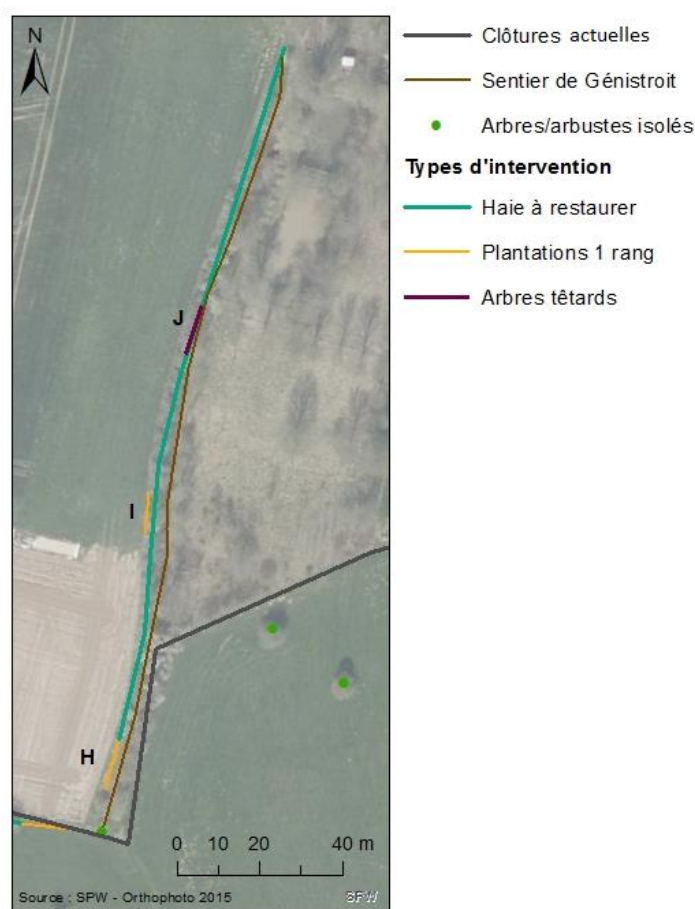 N
J
I
H
0 10 20 40 m
Source : SPW - Orthophoto 2015
SPW
Clôtures actuelles
Sentier de Génistroit
Arbres/arbustes isolés
Types d'intervention
Haie à restaurer
Plantations 1 rang
Arbres têtards